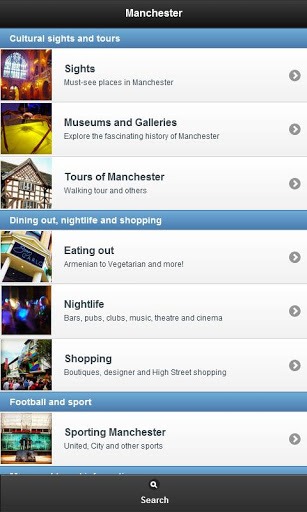 Manchester
Cultural sights and tours
Sights
Must-see places in Manchester
Museums and Galleries
Explore the fascinating history of Manchester
Tours of Manchester
Walking tour and others
Dining out, nightlife and shopping
Eating out
Armenian to Vegetarian and more!
Nightlife
Bars, pubs, clubs, music, theatre and cinema
Shopping
Boutiques, designer and High Street shopping
Football and sport
Sporting Manchester
United, City and other sports
Search